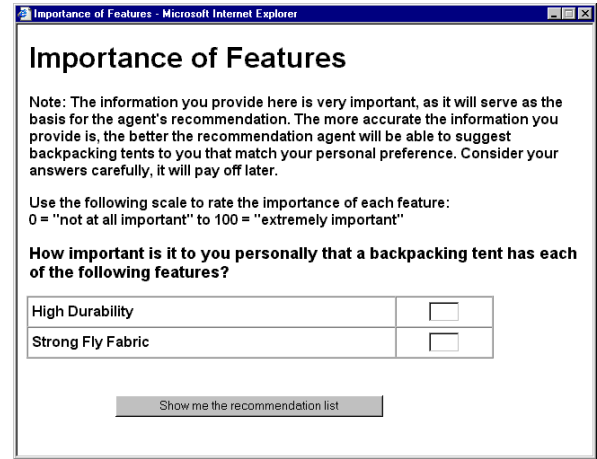 Importance of Features - Microsoft Internet Explorer
Importance of Features
Note: The information you provide here is very important, as it will serve as the
basis for the agent's recommendation. The more accurate the information you
provide is, the better the recommendation agent will be able to suggest
backpacking tents to you that match your personal preference. Consider your
answers carefully, it will pay off later.
Use the following scale to rate the importance of each feature:
0 = "not at all important" to 100 = "extremely important"
How important is it to you personally that a backpacking tent has each
of the following features?
High Durability
Strong Fly Fabric
Show me the recommendation list